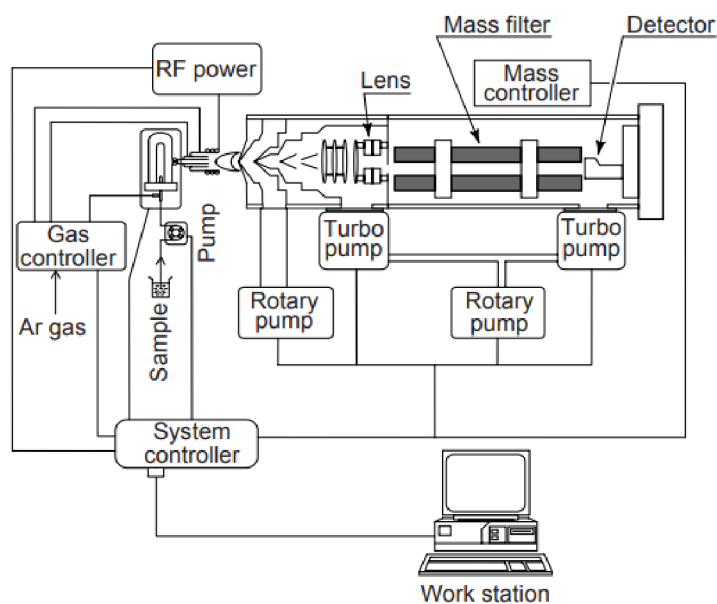 Mass filter
Detector
RF power
Lens
Mass
controller
Gas
controller
Pump
Turbo
pump
Turbo
pump
Rotary
pump
Rotary
pump
Ar gas
Sample
System
controller
Work station